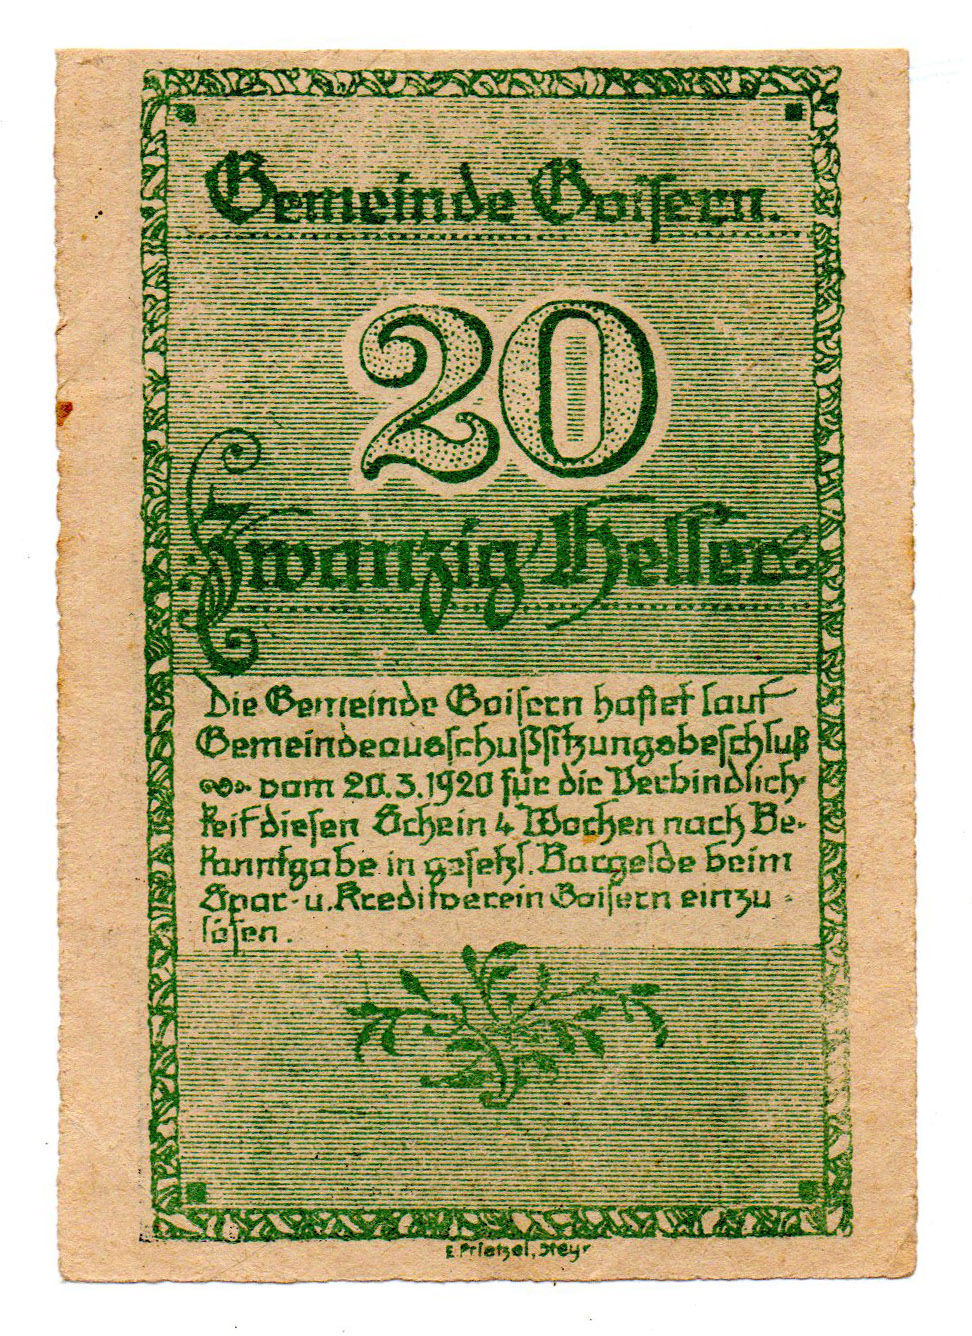 Gemeinde Goisern.
20
Zwanzig Heller
Die Gemeinde Goisern haftet laut
Gemeindeausschußsitzungsbeschluß
vom 20.3.1920 für die Verbindlich-
keit diesen Schein 4 Wochen nach Be-
kanntgabe in gesetzl. Bargelde beim
Spar- u. Kreditverein Goisern einzu-
lösen.
E. Prietzel, Steyr